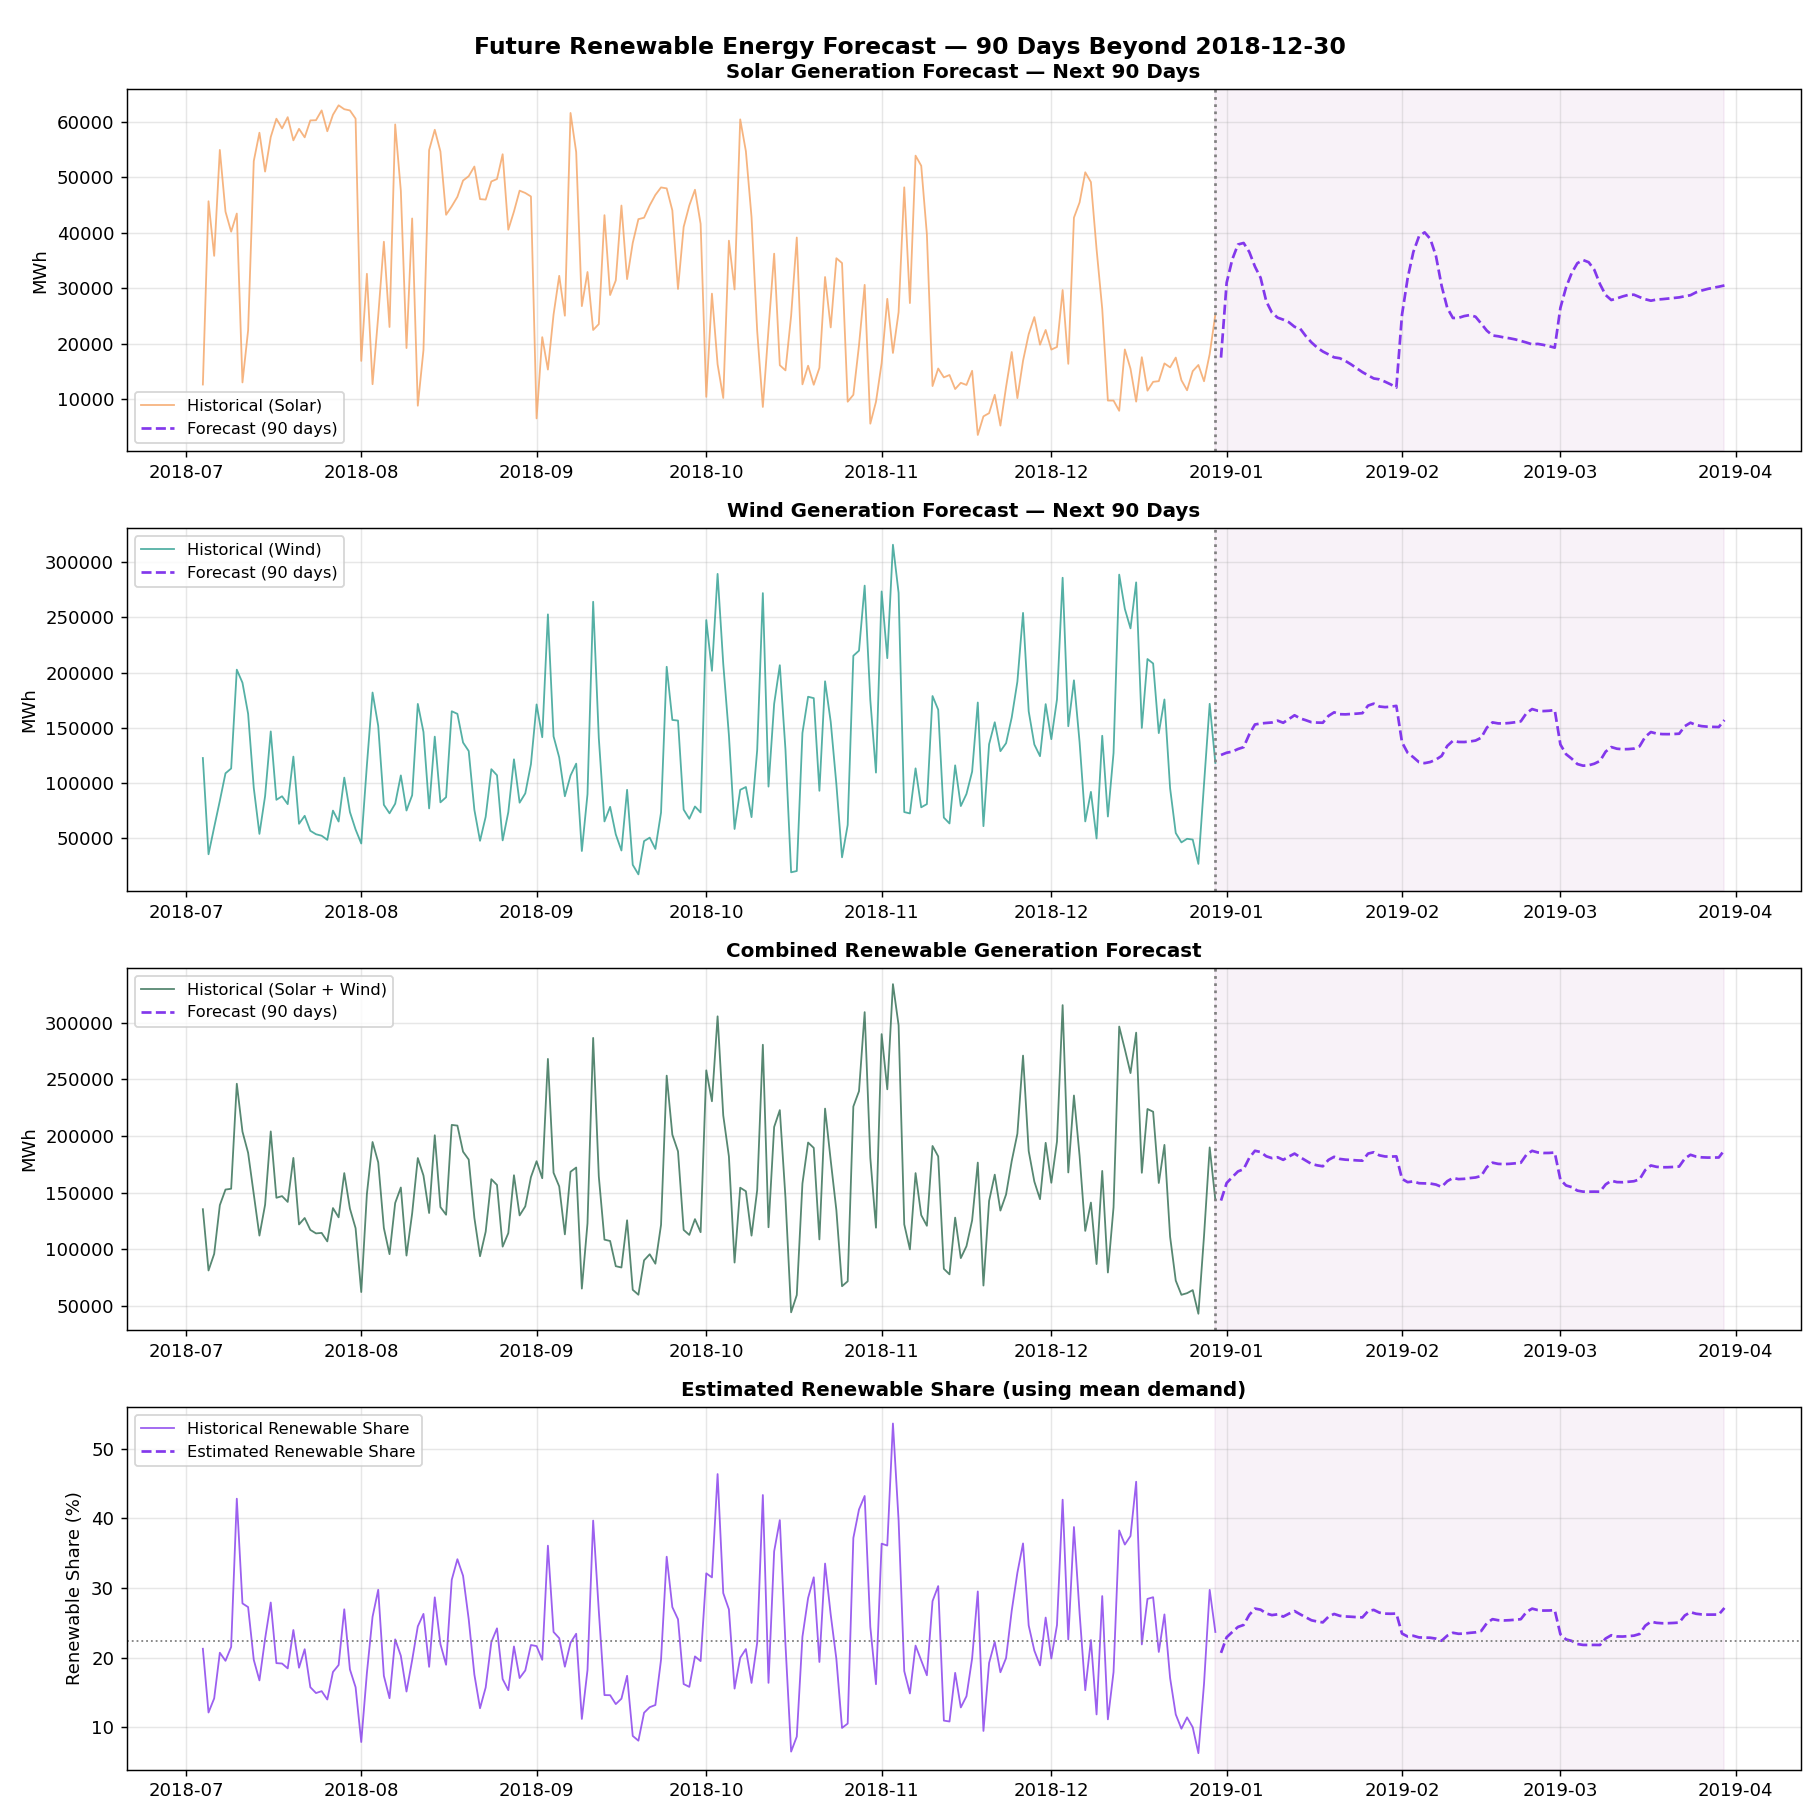 Future Renewable Energy Forecast — 90 Days Beyond 2018-12-30
Solar Generation Forecast — Next 90 Days
MWh
60000
50000
40000
30000
20000
10000
Historical (Solar)
Forecast (90 days)
2018-07 2018-08 2018-09 2018-10 2018-11 2018-12 2019-01 2019-02 2019-03 2019-04
Wind Generation Forecast — Next 90 Days
MWh
300000
250000
200000
150000
100000
50000
Historical (Wind)
Forecast (90 days)
2018-07 2018-08 2018-09 2018-10 2018-11 2018-12 2019-01 2019-02 2019-03 2019-04
Combined Renewable Generation Forecast
MWh
300000
250000
200000
150000
100000
50000
Historical (Solar + Wind)
Forecast (90 days)
2018-07 2018-08 2018-09 2018-10 2018-11 2018-12 2019-01 2019-02 2019-03 2019-04
Estimated Renewable Share (using mean demand)
Renewable Share (%)
50
40
30
20
10
Historical Renewable Share
Estimated Renewable Share
2018-07 2018-08 2018-09 2018-10 2018-11 2018-12 2019-01 2019-02 2019-03 2019-04